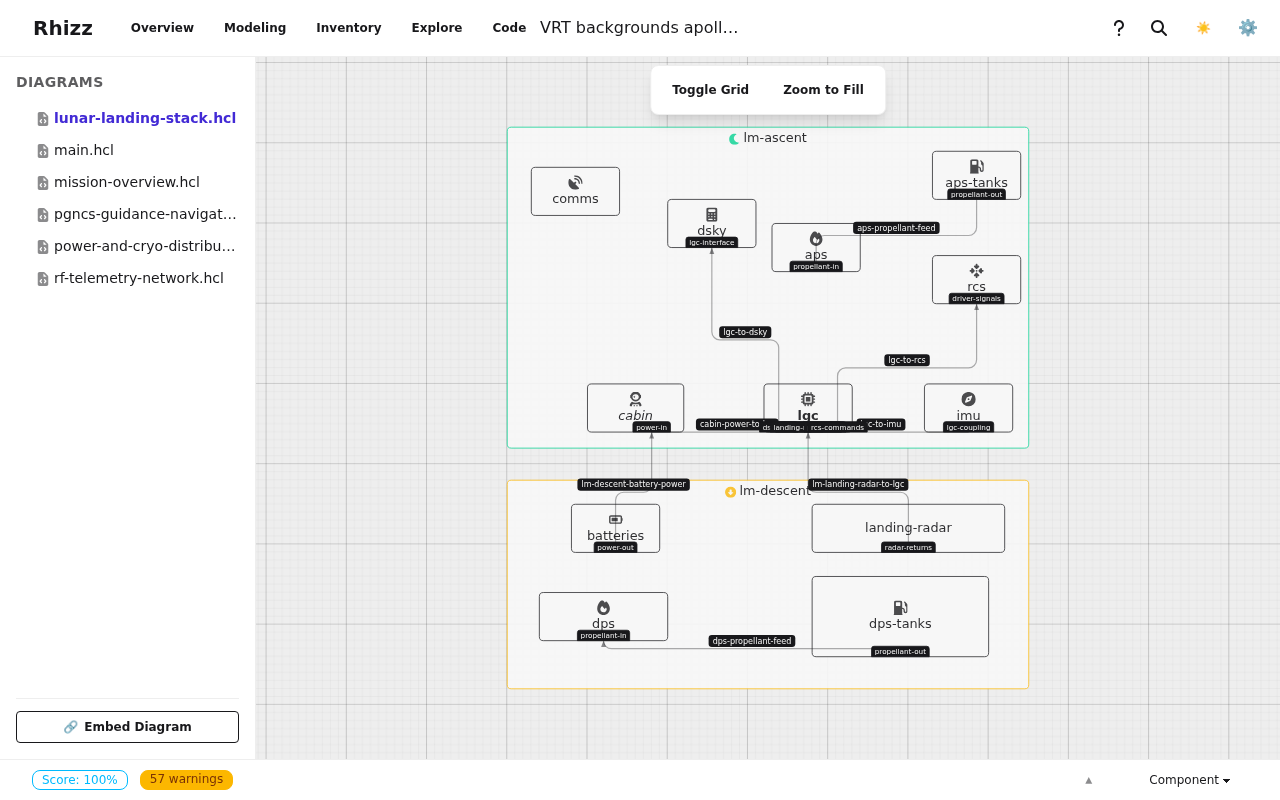 Rhizz
Overview
Modeling
Inventory
Explore
Code
VRT backgrounds apoll…
DIAGRAMS
lunar-landing-stack.hcl
main.hcl
mission-overview.hcl
pgncs-guidance-navigat…
power-and-cryo-distribu…
rf-telemetry-network.hcl
Embed Diagram
Toggle Grid
Zoom to Fill
lm-ascent
comms
dsky
lgc-interface
aps
propellant-in
aps-propellant-feed
aps-tanks
propellant-out
rcs
driver-signals
lgc-to-dsky
lgc-to-rcs
cabin
power-in
cabin-power-to
lgc
ds
landing-
rcs-commands
c-to-imu
imu
lgc-coupling
lm-descent-battery-power
lm-landing-radar-to-lgc
lm-descent
batteries
power-out
landing-radar
radar-returns
dps
propellant-in
dps-propellant-feed
dps-tanks
propellant-out
Score: 100%
57 warnings
▲
Component